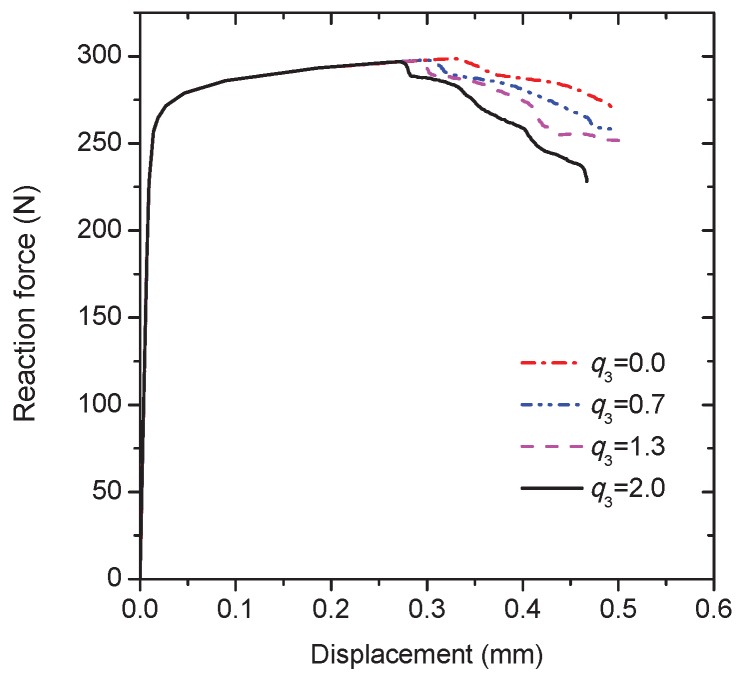 300
250
200
150
100
50
0
0.0 0.1 0.2 0.3 0.4 0.5 0.6
Reaction force (N)
Displacement (mm)
q₃=0.0
q₃=0.7
q₃=1.3
q₃=2.0